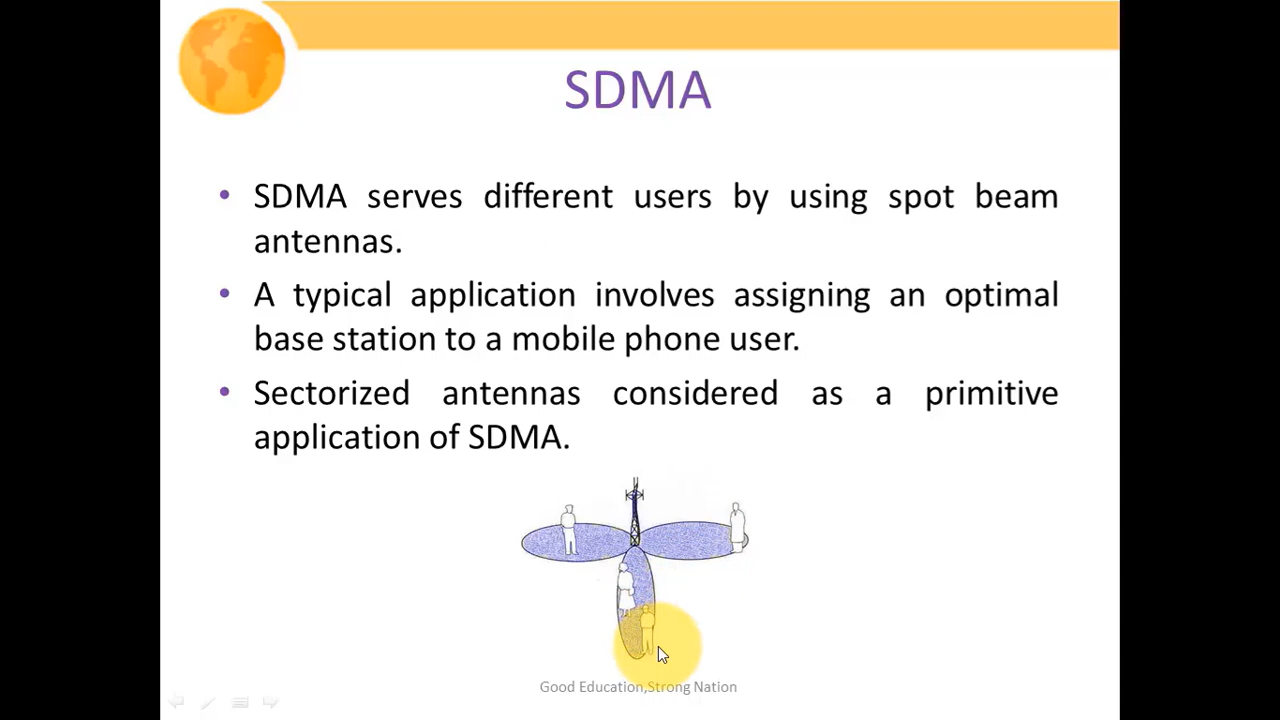 SDMA
• SDMA serves different users by using spot beam
antennas.
• A typical application involves assigning an optimal
base station to a mobile phone user.
• Sectorized antennas considered as a primitive
application of SDMA.
Good Education,Strong Nation